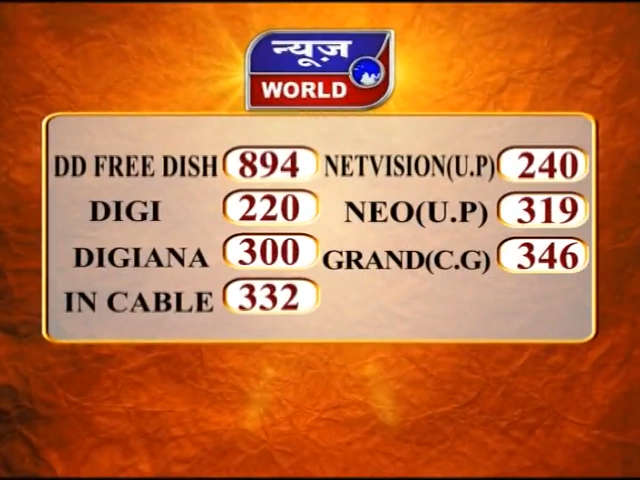 न्यूज़
WORLD
DD FREE DISH 894 NETVISION(U.P) 240
DIGI 220 NEO(U.P) 319
DIGIANA 300 GRAND(C.G) 346
IN CABLE 332